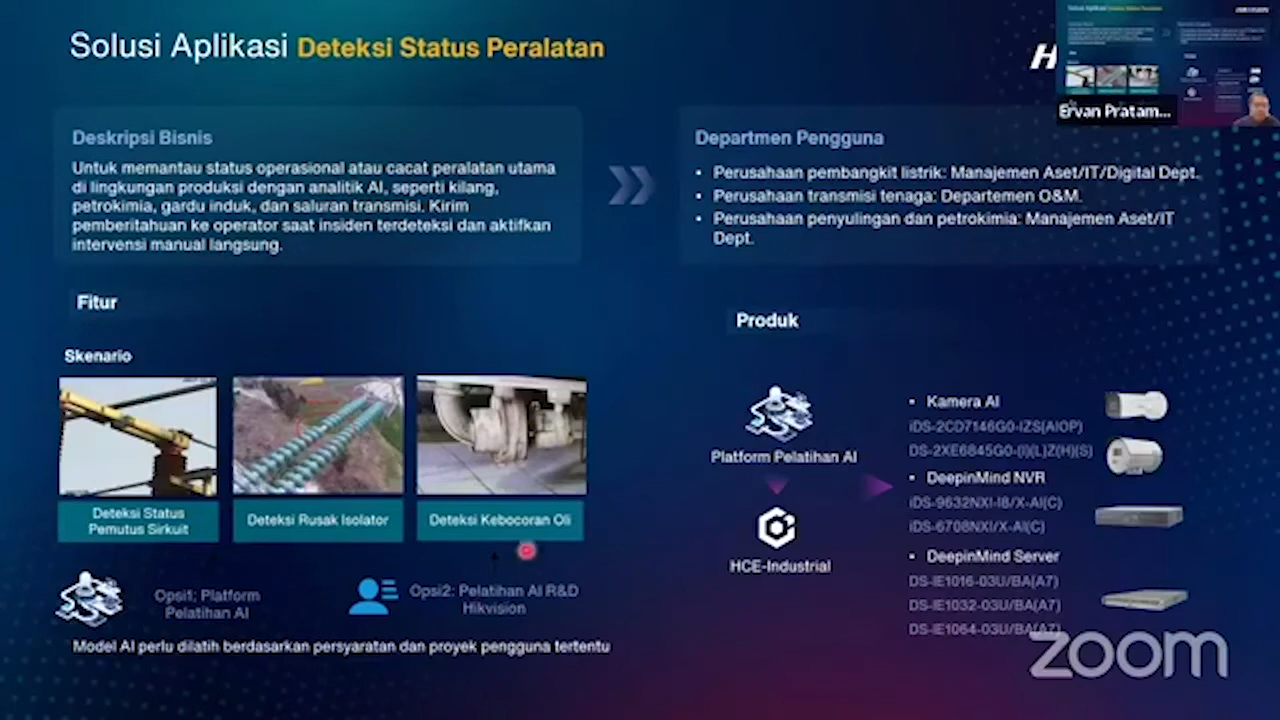 Solusi Aplikasi Deteksi Status Peralatan
H
Ervan Pratam...
Deskripsi Bisnis
Untuk memantau status operasional atau cacat peralatan utama
di lingkungan produksi dengan analitik AI, seperti kilang,
petrokimia, gardu induk, dan saluran transmisi. Kirim
pemberitahuan ke operator saat insiden terdeteksi dan aktifkan
intervensi manual langsung.
Departmen Pengguna
• Perusahaan pembangkit listrik: Manajemen Aset/IT/Digital Dept.
• Perusahaan transmisi tenaga: Departemen O&M.
• Perusahaan penyulingan dan petrokimia: Manajemen Aset/IT
Dept.
Fitur
Skenario
Deteksi Status
Pemutus Sirkuit
Deteksi Rusak Isolator
Deteksi Kebocoran Oli
Opsi1: Platform
Pelatihan AI
Opsi2: Pelatihan AI R&D
Hikvision
Model AI perlu dilatih berdasarkan persyaratan dan proyek pengguna tertentu
Produk
Platform Pelatihan AI
HCE-Industrial
• Kamera AI
iDS-2CD7146G0-IZS(AIOP)
DS-2XE6845G0-(I)(L)Z(H)(S)
• DeepinMind NVR
iDS-9632NXI-I8/X-AI(C)
iDS-6708NXI/X-AI(C)
• DeepinMind Server
DS-IE1016-03U/BA(A7)
DS-IE1032-03U/BA(A7)
DS-IE1064-03U/BA(A7)
zoom